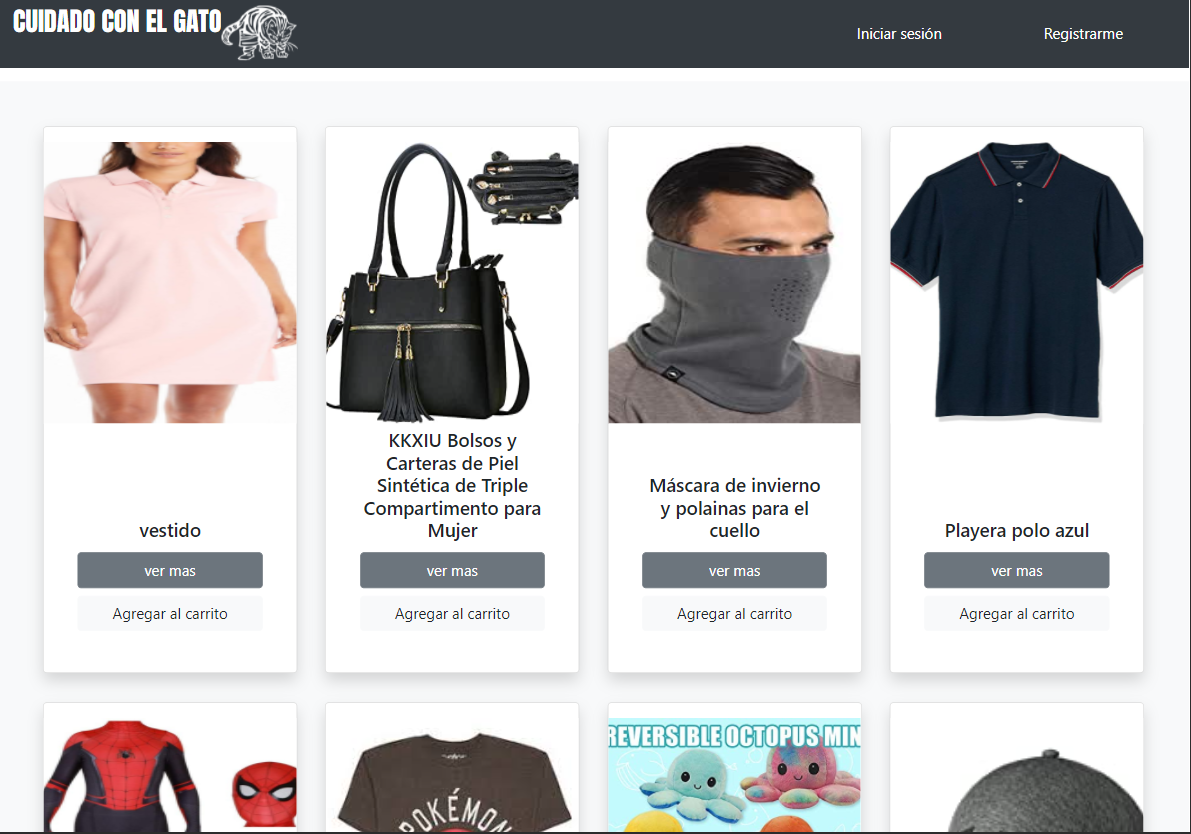 CUIDADO CON EL GATO
Iniciar sesión
Registrarme
KKXIU Bolsos y
Carteras de Piel
Sintética de Triple
Compartimento para
Mujer
Máscara de invierno
y polainas para el
cuello
vestido
Playera polo azul
ver mas
ver mas
ver mas
ver mas
Agregar al carrito
Agregar al carrito
Agregar al carrito
Agregar al carrito
REVERSIBLE OCTOPUS MIN
POKÉMON